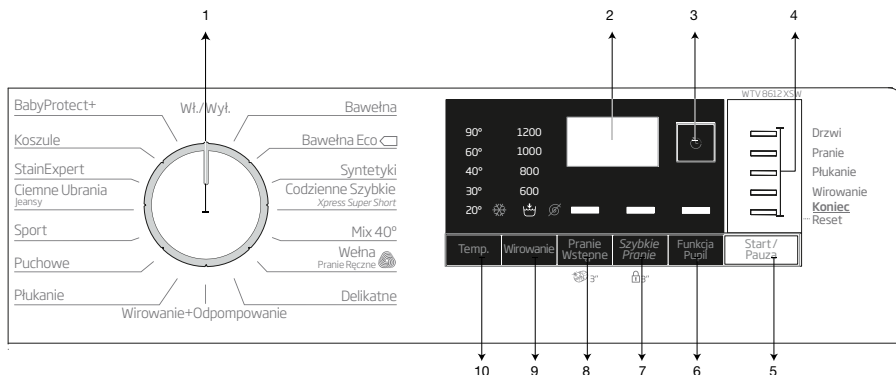 1
2
3
4
WTV 8612 XSW
BabyProtect+
Wł./Wył.
Bawełna
Koszule
Bawełna Eco
StainExpert
Syntetyki
Ciemne Ubrania
Jeansy
Codzienne Szybkie
Xpress Super Short
Sport
Mix 40°
Puchowe
Wełna
Pranie Ręczne
Płukanie
Delikatne
Wirowanie+Odpompowanie
90° 1200
60° 1000
40° 800
30° 600
20°
Drzwi
Pranie
Płukanie
Wirowanie
Koniec
Reset
Temp.
Wirowanie
Pranie
Wstępne
Szybkie
Pranie
Funkcja
Pupil
Start /
Pauza
3"
3"
10
9
8
7
6
5